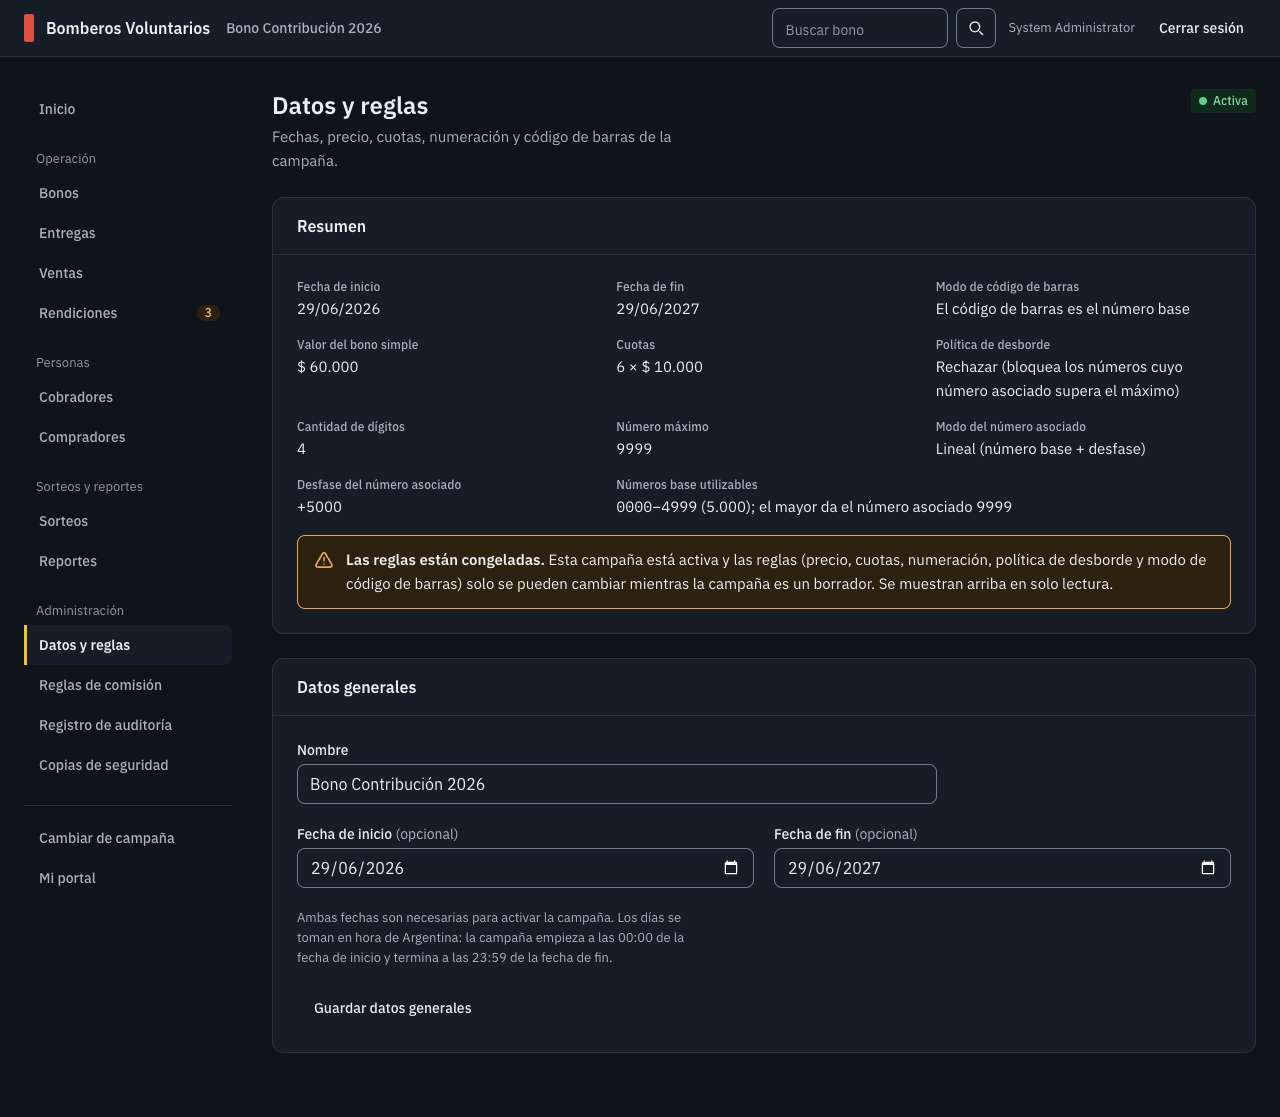 Bomberos Voluntarios
Bono Contribución 2026
Buscar bono
System Administrator
Cerrar sesión
Inicio
Operación
Bonos
Entregas
Ventas
Rendiciones
3
Personas
Cobradores
Compradores
Sorteos y reportes
Sorteos
Reportes
Administración
Datos y reglas
Reglas de comisión
Registro de auditoría
Copias de seguridad
Cambiar de campaña
Mi portal
Datos y reglas
Activa
Fechas, precio, cuotas, numeración y código de barras de la
campaña.
Resumen
Fecha de inicio
29/06/2026
Fecha de fin
29/06/2027
Modo de código de barras
El código de barras es el número base
Valor del bono simple
$ 60.000
Cuotas
6 × $ 10.000
Política de desborde
Rechazar (bloquea los números cuyo
número asociado supera el máximo)
Cantidad de dígitos
4
Número máximo
9999
Modo del número asociado
Lineal (número base + desfase)
Desfase del número asociado
+5000
Números base utilizables
0000–4999 (5.000); el mayor da el número asociado 9999
Las reglas están congeladas. Esta campaña está activa y las reglas (precio, cuotas, numeración, política de desborde y modo de
código de barras) solo se pueden cambiar mientras la campaña es un borrador. Se muestran arriba en solo lectura.
Datos generales
Nombre
Bono Contribución 2026
Fecha de inicio (opcional)
29/06/2026
Fecha de fin (opcional)
29/06/2027
Ambas fechas son necesarias para activar la campaña. Los días se
toman en hora de Argentina: la campaña empieza a las 00:00 de la
fecha de inicio y termina a las 23:59 de la fecha de fin.
Guardar datos generales